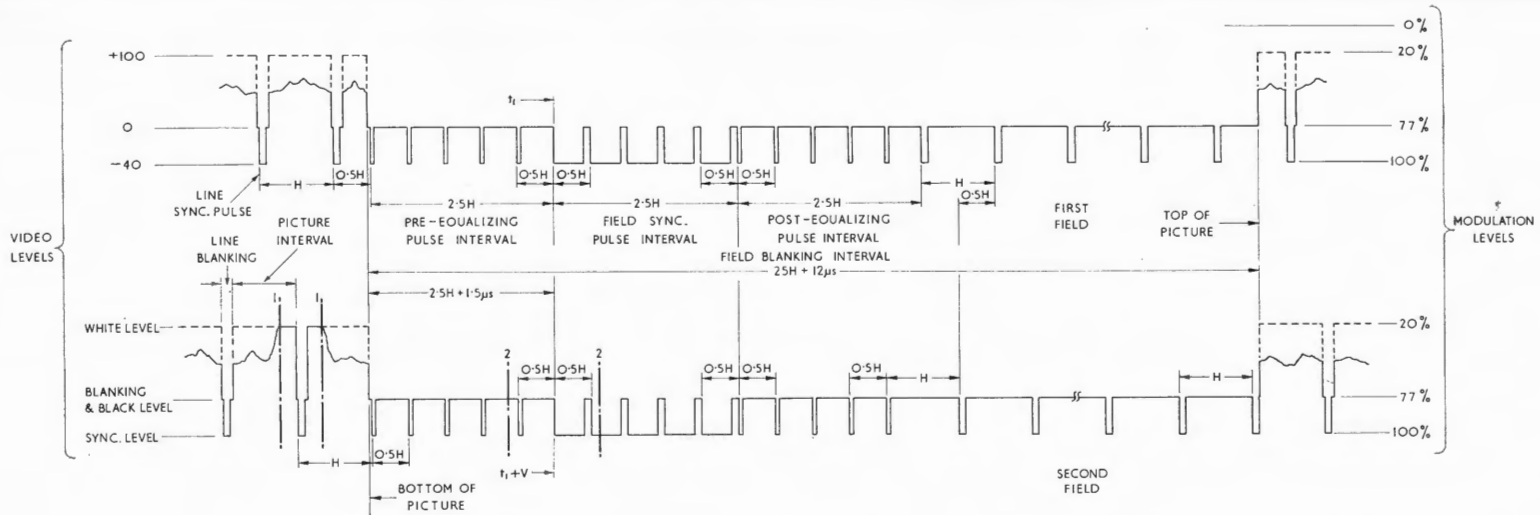 0%
+100
20%
t₁
0
77%
-40
100%
H
0·5H
0·5H
0·5H
0·5H
0·5H
H
0·5H
LINE
SYNC. PULSE
2·5H
2·5H
2·5H
PRE-EQUALIZING
PULSE INTERVAL
FIELD SYNC.
PULSE INTERVAL
POST-EQUALIZING
PULSE INTERVAL
FIRST
FIELD
TOP OF
PICTURE
VIDEO
LEVELS
MODULATION
LEVELS
PICTURE
INTERVAL
LINE
BLANKING
FIELD BLANKING INTERVAL
25H + 12μs
2·5H + 1·5μs
1
1
WHITE LEVEL
20%
2
0·5H
0·5H
2
0·5H
0·5H
0·5H
H
H
BLANKING
& BLACK LEVEL
77%
SYNC. LEVEL
100%
H
0·5H
t₁+V
BOTTOM OF
PICTURE
SECOND
FIELD